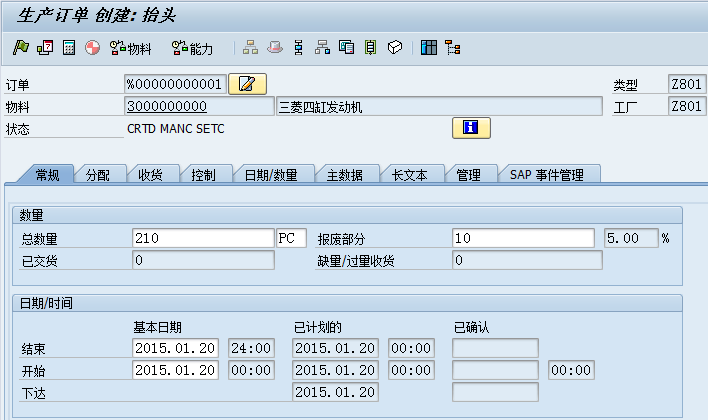 生产订单 创建: 抬头
物料 能力
订单 %00000000001 类型 Z801
物料 3000000000 三菱四缸发动机 工厂 Z801
状态 CRTD MANC SETC
常规 分配 收货 控制 日期/数量 主数据 长文本 管理 SAP 事件管理
数量
总数量 210 PC 报废部分 10 5.00 %
已交货 0 缺量/过量收货 0
日期/时间
基本日期 已计划的 已确认
结束 2015.01.20 24:00 2015.01.20 00:00
开始 2015.01.20 00:00 2015.01.20 00:00 00:00
下达 2015.01.20